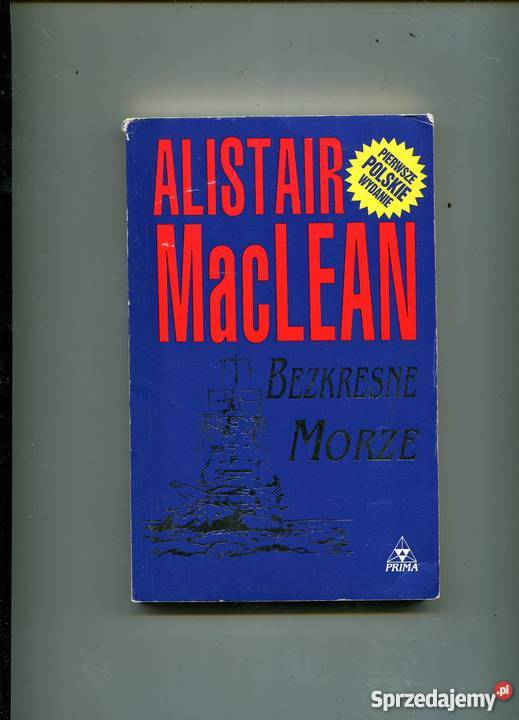 ALISTAIR
MacLEAN
PIERWSZE
POLSKIE
WYDANIE
BEZKRESNE
MORZE
PRIMA
Sprzedajemy.pl